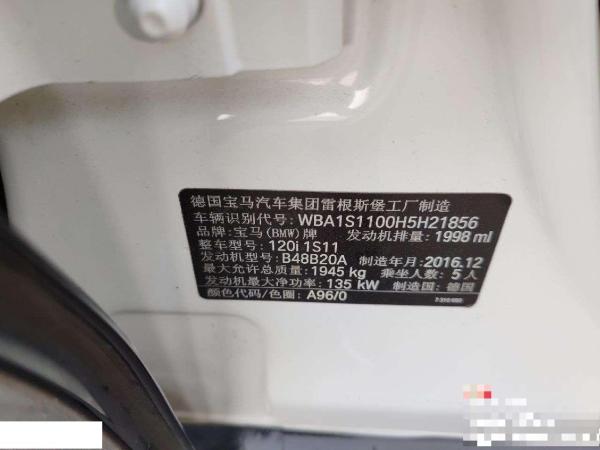 德国宝马汽车集团雷根斯堡工厂制造
车辆识别代号: WBA1S1100H5H21856
品牌: 宝马(BMW)牌 发动机排量: 1998 ml
整车型号: 120i 1S11
发动机型号: B48B20A 制造年月: 2016.12
最大允许总质量: 1945 kg 乘坐人数: 5 人
发动机最大净功率: 135 kW 制造国: 德国
颜色代码/色圈: A96/0